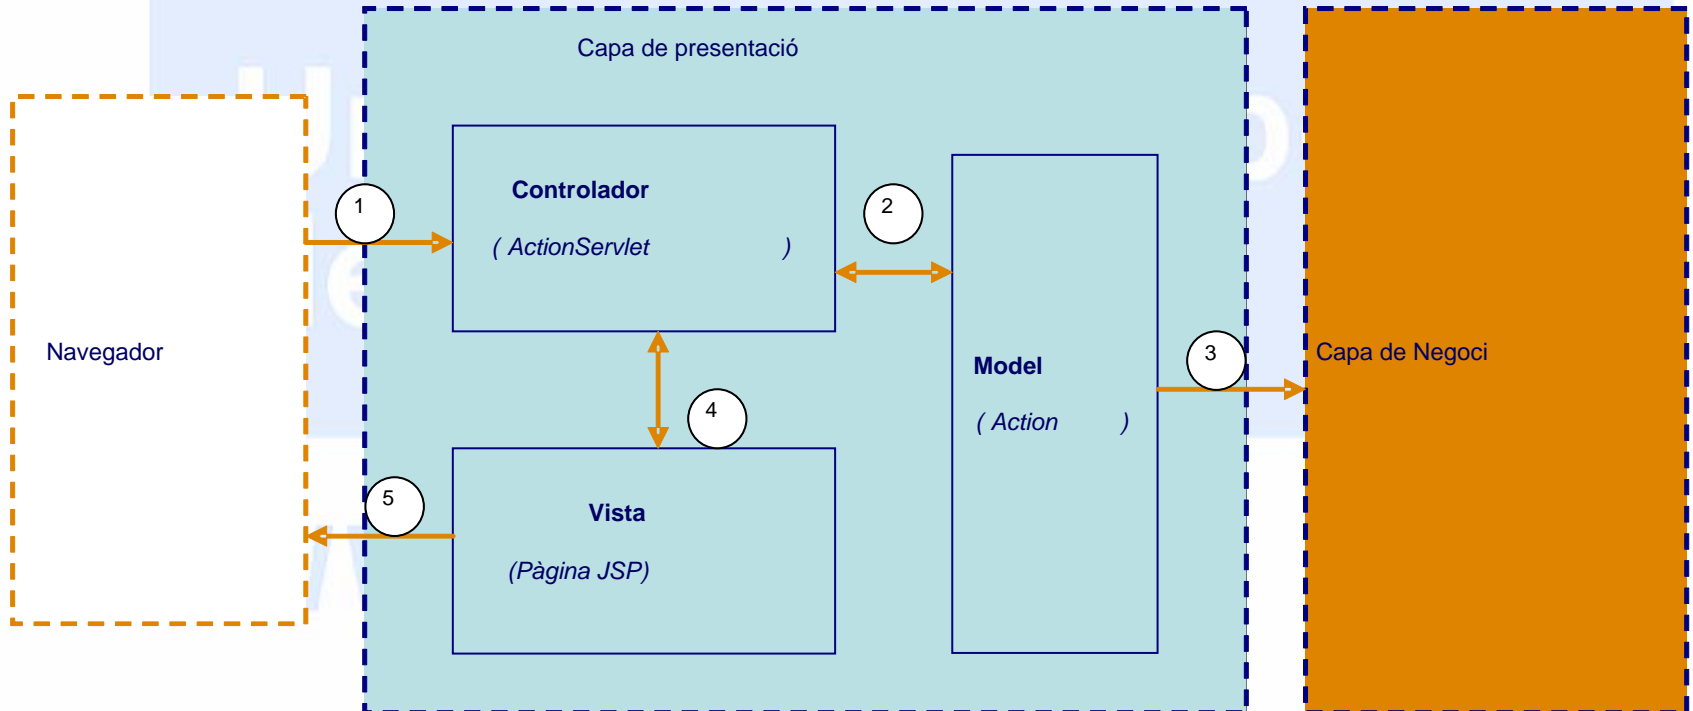 Capa de presentació
Controlador
( ActionServlet )
1
2
Navegador
Model
( Action )
3
Capa de Negoci
4
5
Vista
(Pàgina JSP)